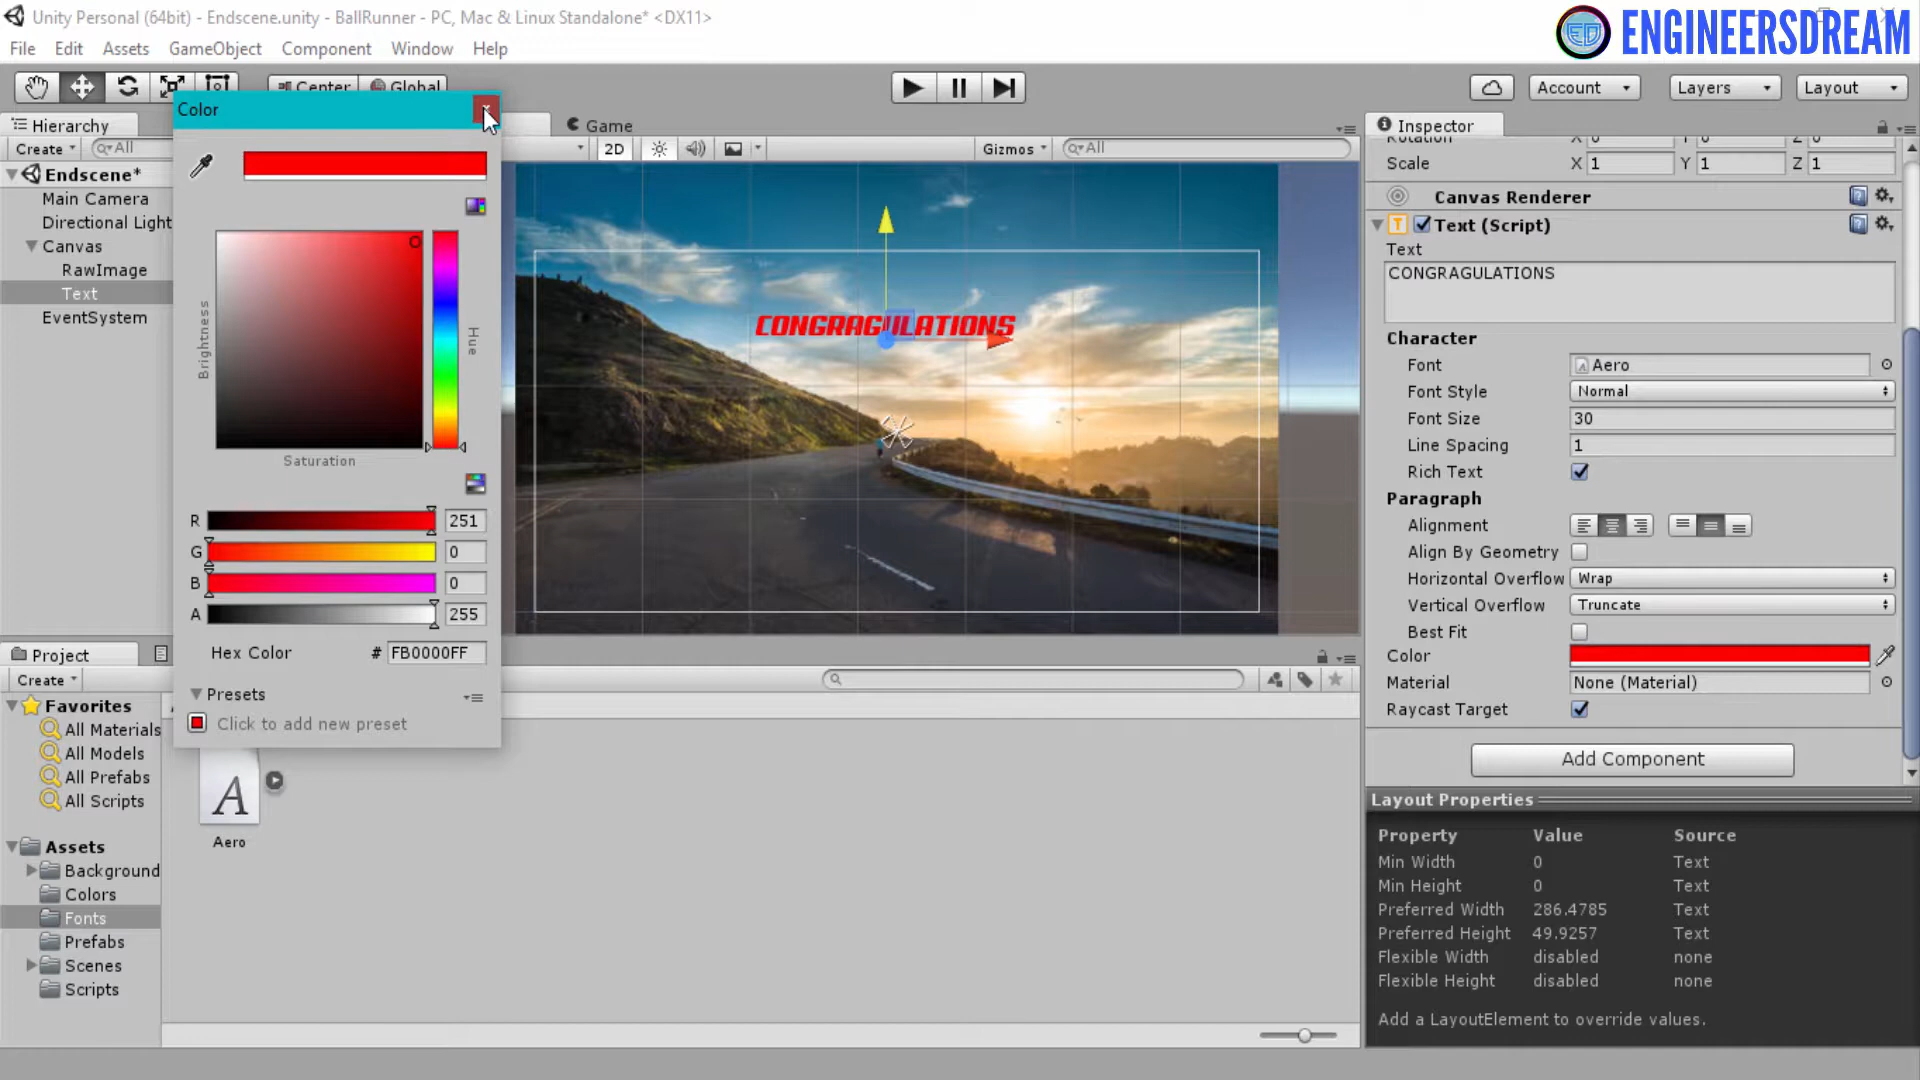 Unity Personal (64bit) - Endscene.unity - BallRunner - PC, Mac & Linux Standalone* <DX11>
ENGINEERSDREAM
File Edit Assets GameObject Component Window Help
Center Global
Account Layers Layout
Color
Hierarchy
Game
Inspector
Create All
2D
Gizmos All
Rotation X 0 Y 0 Z 0
Scale X 1 Y 1 Z 1
Endscene*
Main Camera
Directional Light
Canvas
RawImage
Text
EventSystem
Canvas Renderer
Text (Script)
Text
CONGRAGULATIONS
CONGRAGULATIONS
Brightness
Hue
Saturation
R 251
G 0
B 0
A 255
Hex Color # FB0000FF
Presets
Click to add new preset
Character
Font Aero
Font Style Normal
Font Size 30
Line Spacing 1
Rich Text
Paragraph
Alignment
Align By Geometry
Horizontal Overflow Wrap
Vertical Overflow Truncate
Best Fit
Color
Material None (Material)
Raycast Target
Add Component
Project
Create
Favorites
All Materials
All Models
All Prefabs
All Scripts
Assets
Background
Colors
Fonts
Prefabs
Scenes
Scripts
A
Aero
Layout Properties
Property Value Source
Min Width 0 Text
Min Height 0 Text
Preferred Width 286.4785 Text
Preferred Height 49.9257 Text
Flexible Width disabled none
Flexible Height disabled none
Add a LayoutElement to override values.